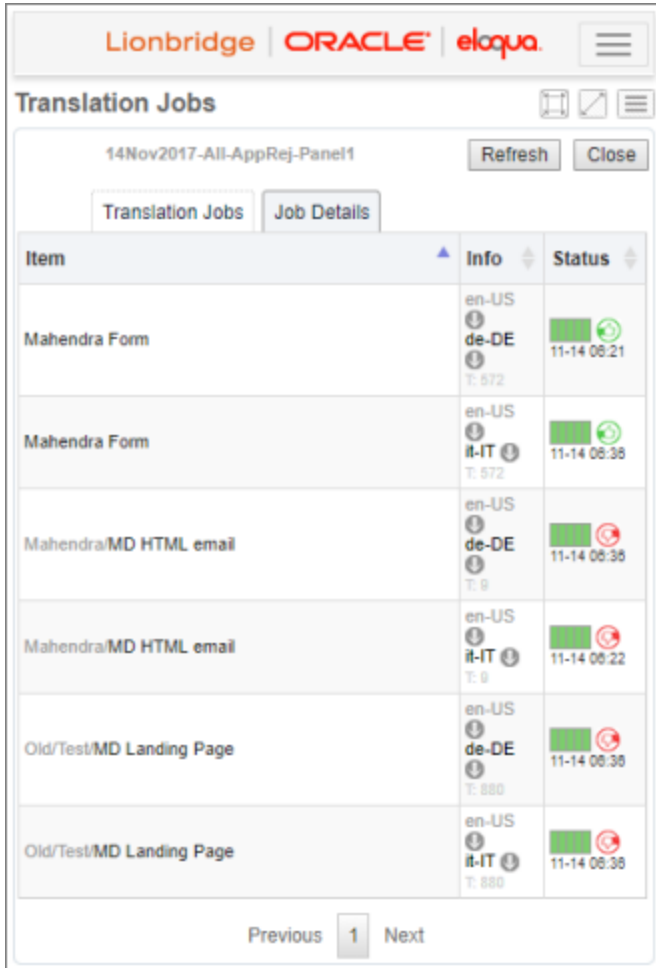 Lionbridge | ORACLE | eloqua.
Translation Jobs
14Nov2017-All-AppRej-Panel1 Refresh Close
Translation Jobs Job Details
Item Info Status
en-US
Mahendra Form de-DE 11-14 06:21
T: 572
en-US
Mahendra Form it-IT 11-14 06:36
T: 572
en-US
Mahendra/MD HTML email de-DE 11-14 06:36
T: 9
en-US
Mahendra/MD HTML email it-IT 11-14 06:22
T: 9
en-US
Old/Test/MD Landing Page de-DE 11-14 06:36
T: 880
en-US
Old/Test/MD Landing Page it-IT 11-14 06:36
T: 880
Previous 1 Next